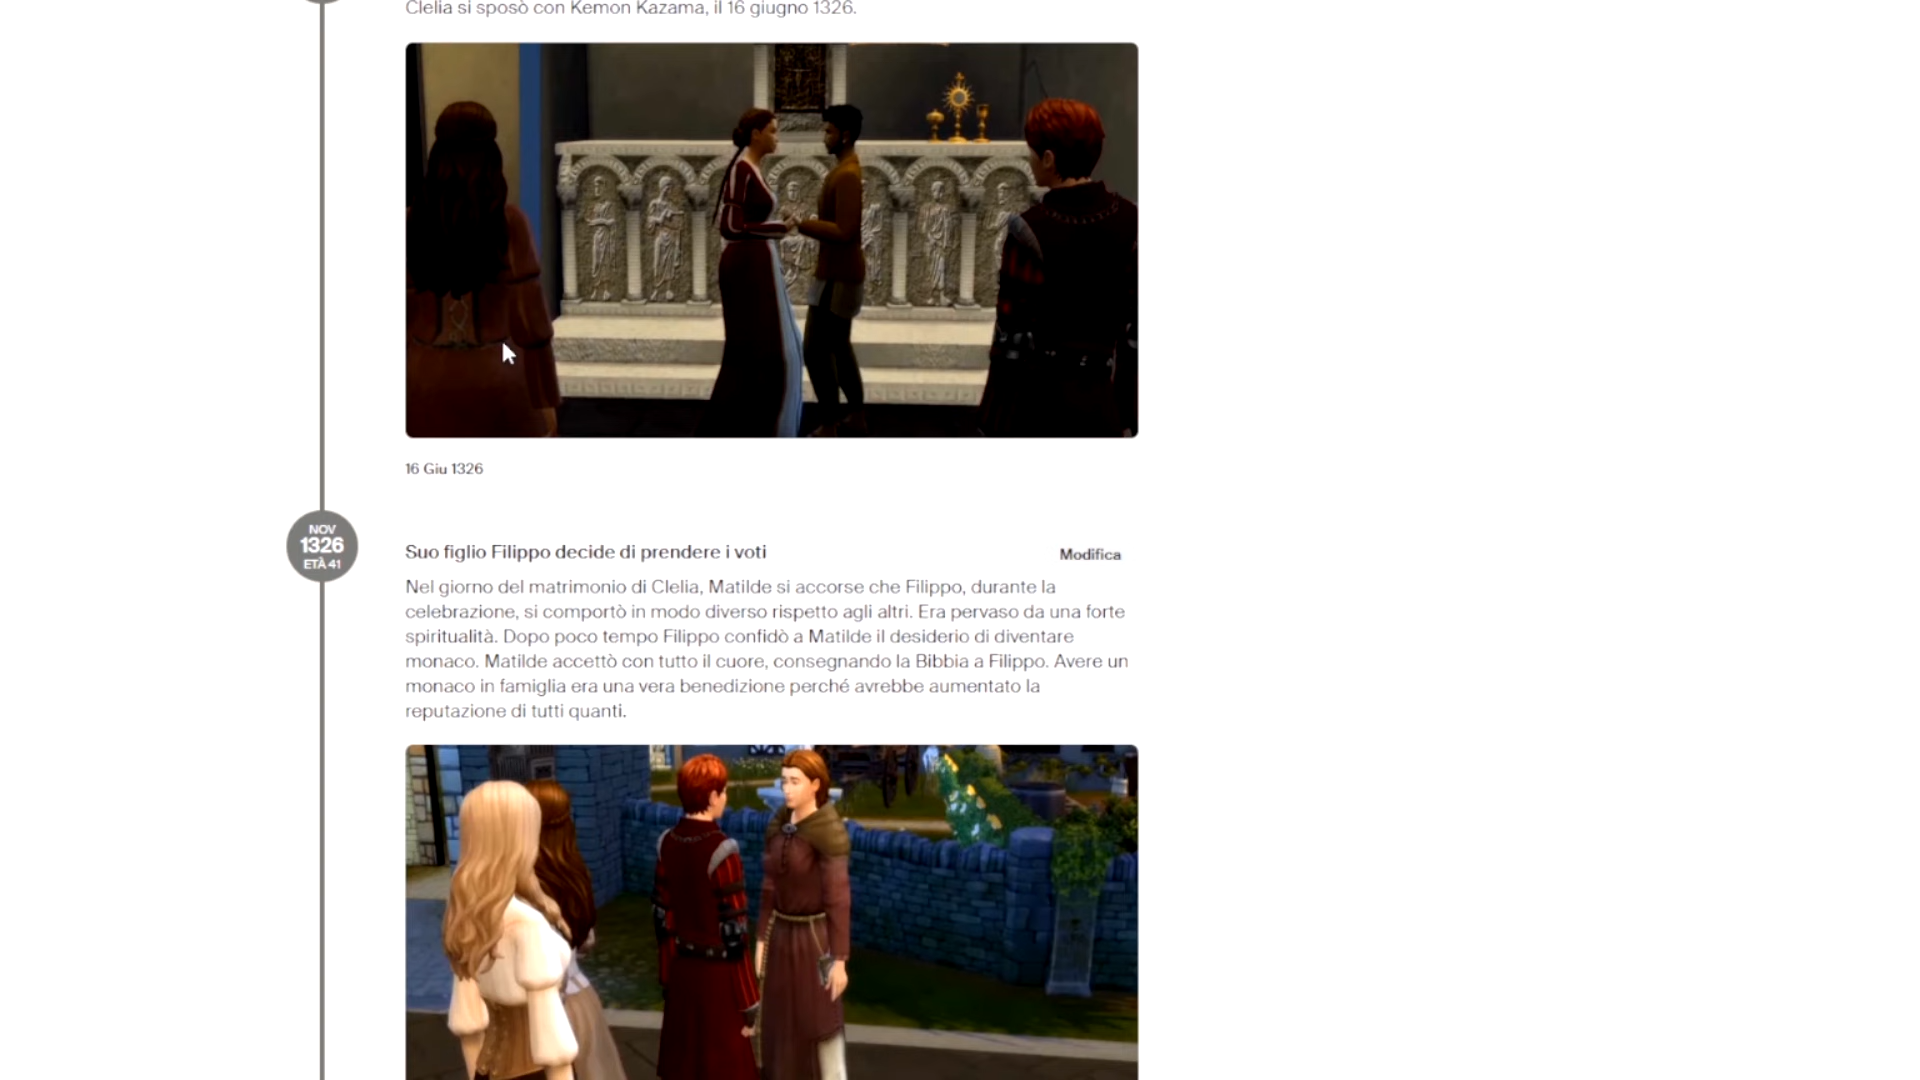 Clelia si sposò con Kemon Kazama, il 16 giugno 1326.
16 Giu 1326
NOV
1326
ETÀ 41
Suo figlio Filippo decide di prendere i voti
Modifica
Nel giorno del matrimonio di Clelia, Matilde si accorse che Filippo, durante la
celebrazione, si comportò in modo diverso rispetto agli altri. Era pervaso da una forte
spiritualità. Dopo poco tempo Filippo confidò a Matilde il desiderio di diventare
monaco. Matilde accettò con tutto il cuore, consegnando la Bibbia a Filippo. Avere un
monaco in famiglia era una vera benedizione perché avrebbe aumentato la
reputazione di tutti quanti.